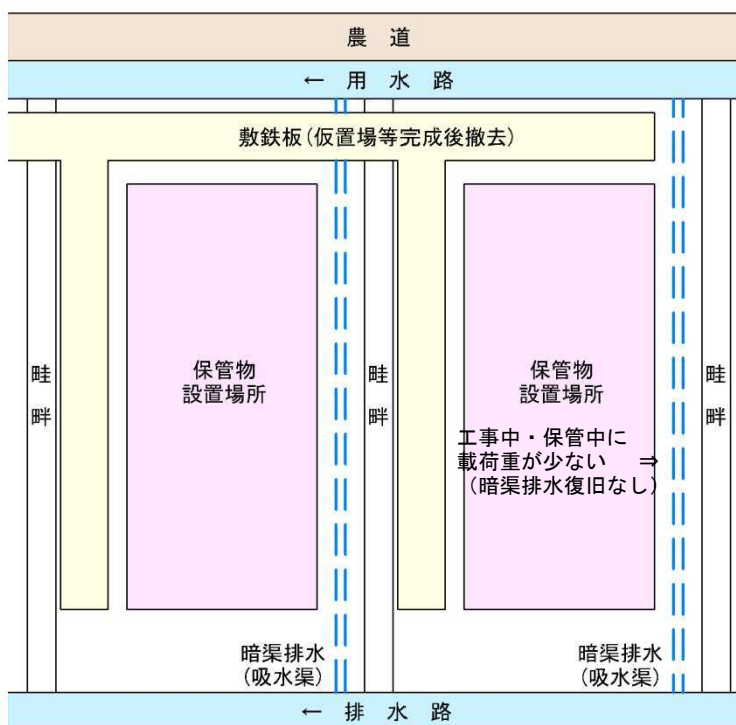 農 道
← 用 水 路
敷鉄板(仮置場等完成後撤去)
保管物
設置場所
保管物
設置場所
畦
畔
畦
畔
畦
畔
工事中・保管中に
載荷重が少ない ⇒
(暗渠排水復旧なし)
暗渠排水
(吸水渠)
暗渠排水
(吸水渠)
← 排 水 路